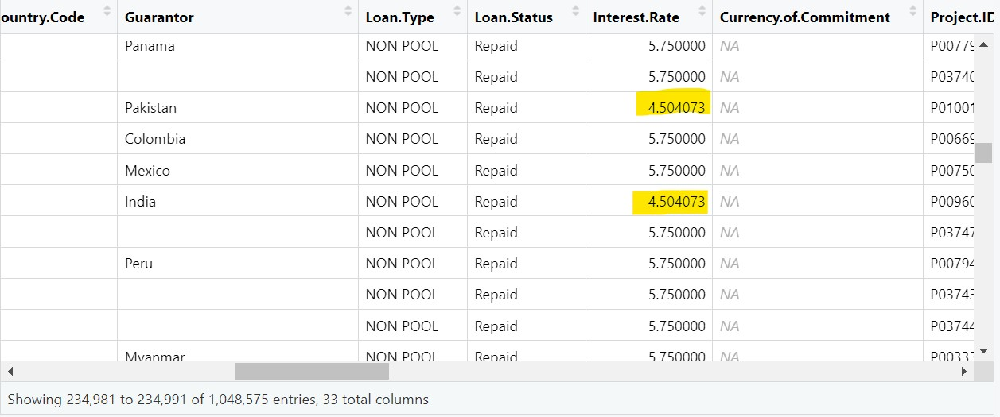 ountry.Code Guarantor Loan.Type Loan.Status Interest.Rate Currency.of.Commitment Project.ID
Panama NON POOL Repaid 5.750000 NA P00779
NON POOL Repaid 5.750000 NA P03740
Pakistan NON POOL Repaid 4.504073 NA P01001
Colombia NON POOL Repaid 5.750000 NA P00669
Mexico NON POOL Repaid 5.750000 NA P00750
India NON POOL Repaid 4.504073 NA P00960
NON POOL Repaid 5.750000 NA P03747
Peru NON POOL Repaid 5.750000 NA P00794
NON POOL Repaid 5.750000 NA P03743
NON POOL Repaid 5.750000 NA P03744
Myanmar NON POOL Repaid 5.750000 NA P00333
Showing 234,981 to 234,991 of 1,048,575 entries, 33 total columns